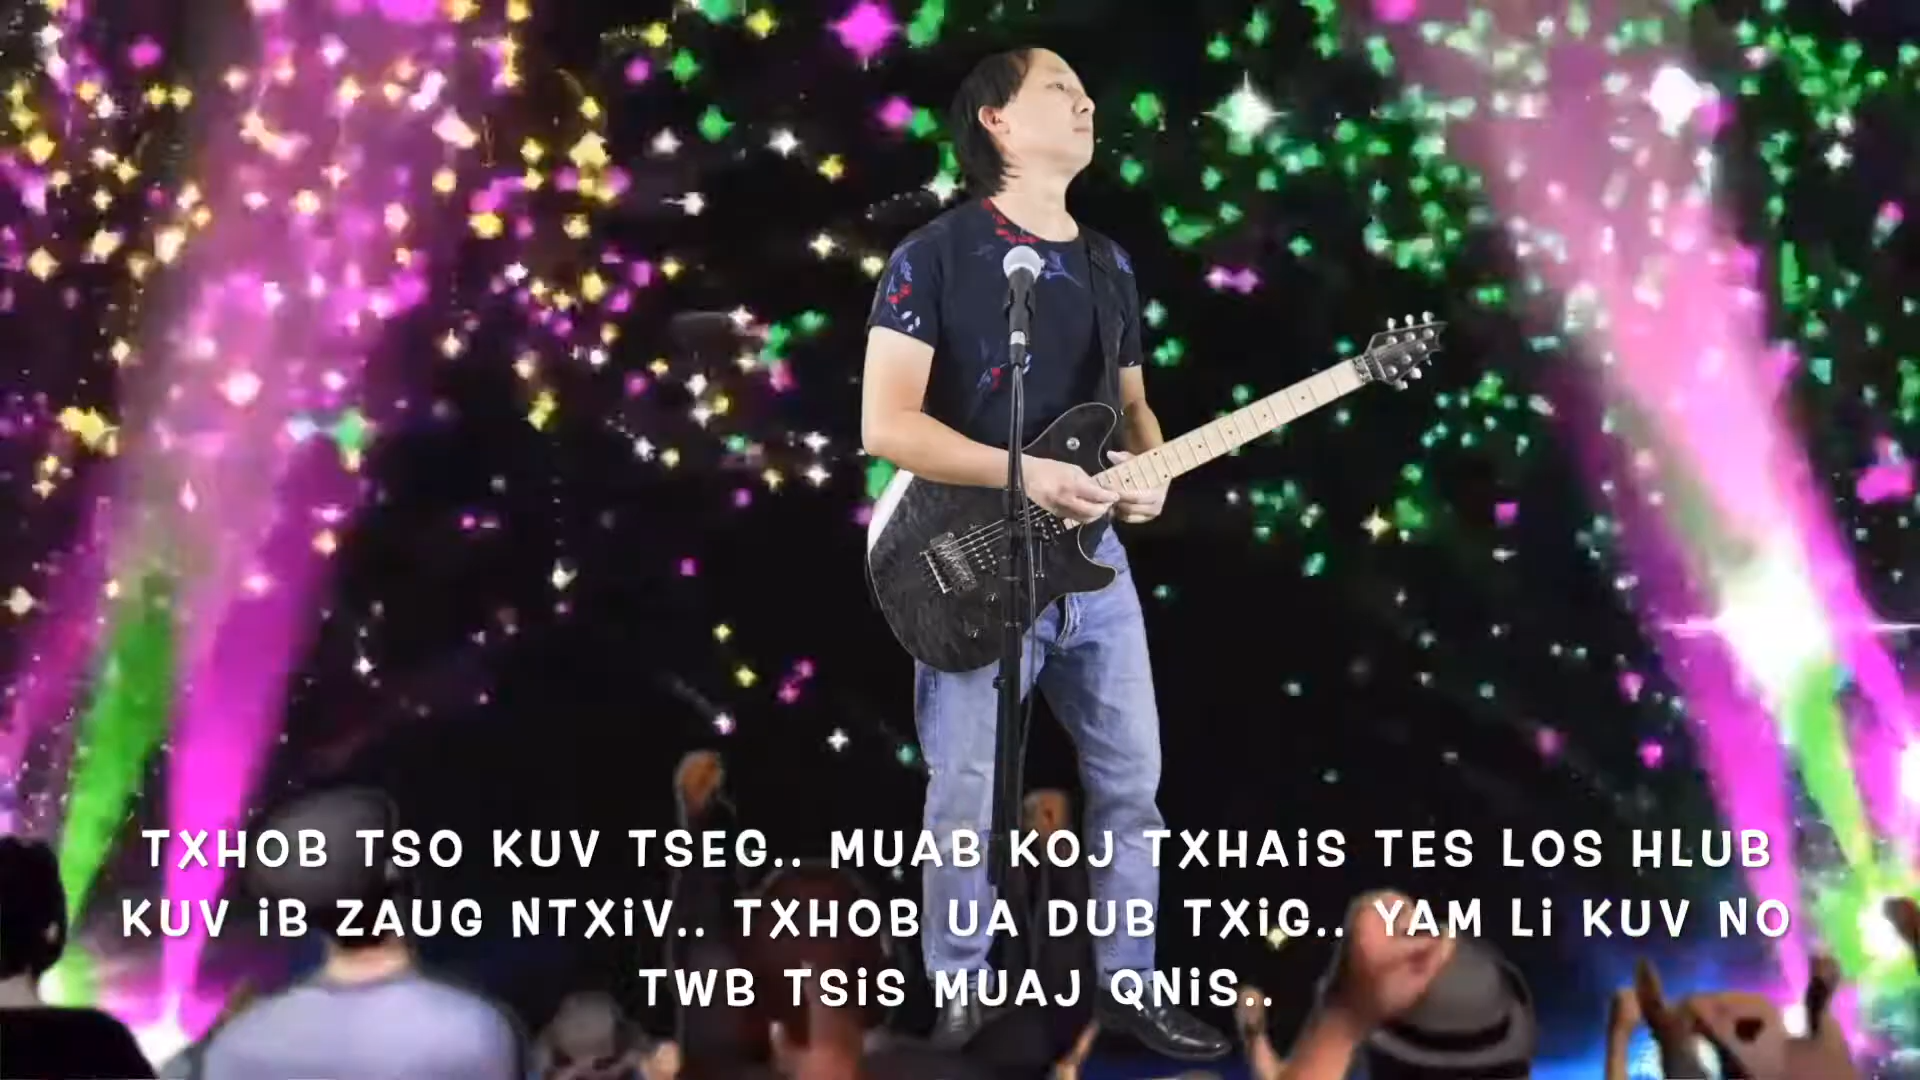 TXHOB TSO KUV TSEG.. MUAB KOJ TXHAiS TES LOS HLUB
KUV iB ZAUG NTXiV.. TXHOB UA DUB TXiG.. YAM Li KUV NO
TWB TSiS MUAJ QNiS..